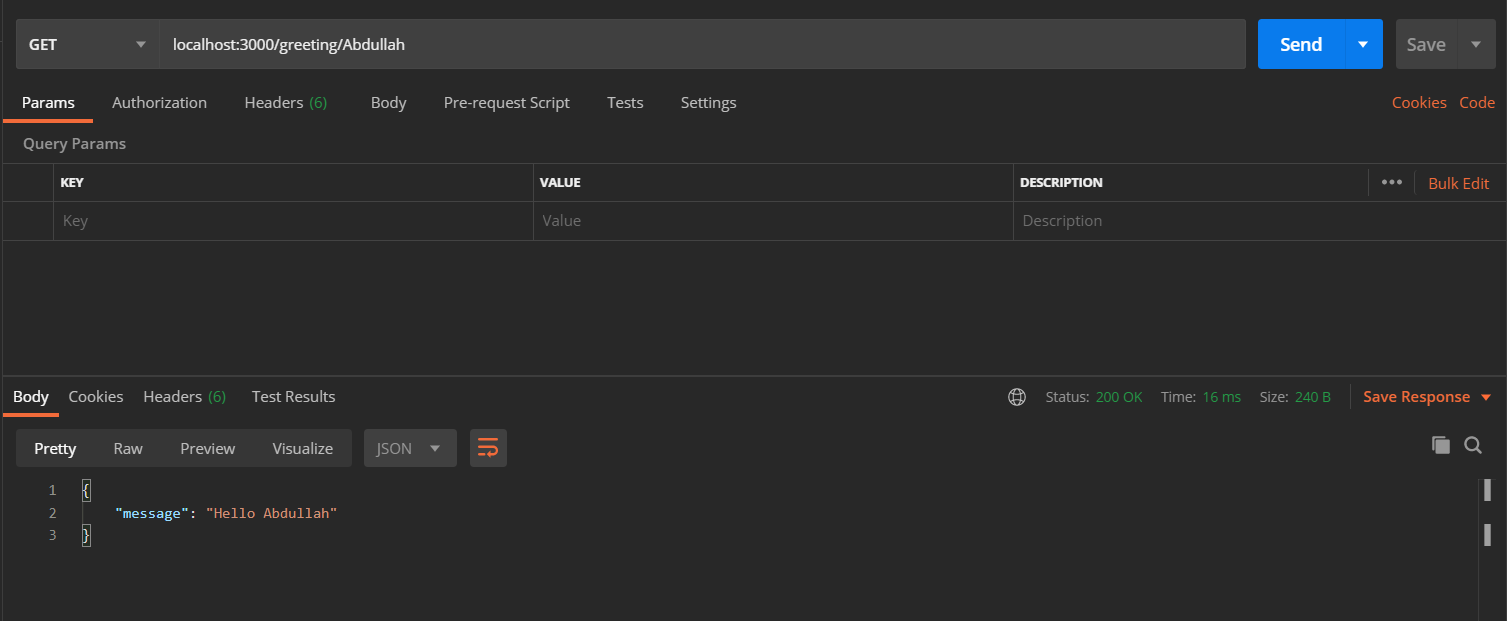 GET localhost:3000/greeting/Abdullah Send Save
Params Authorization Headers (6) Body Pre-request Script Tests Settings Cookies Code
Query Params
KEY VALUE DESCRIPTION ••• Bulk Edit
Key Value Description
Body Cookies Headers (6) Test Results Status: 200 OK Time: 16 ms Size: 240 B Save Response
Pretty Raw Preview Visualize JSON
1 {
2 "message": "Hello Abdullah"
3 }